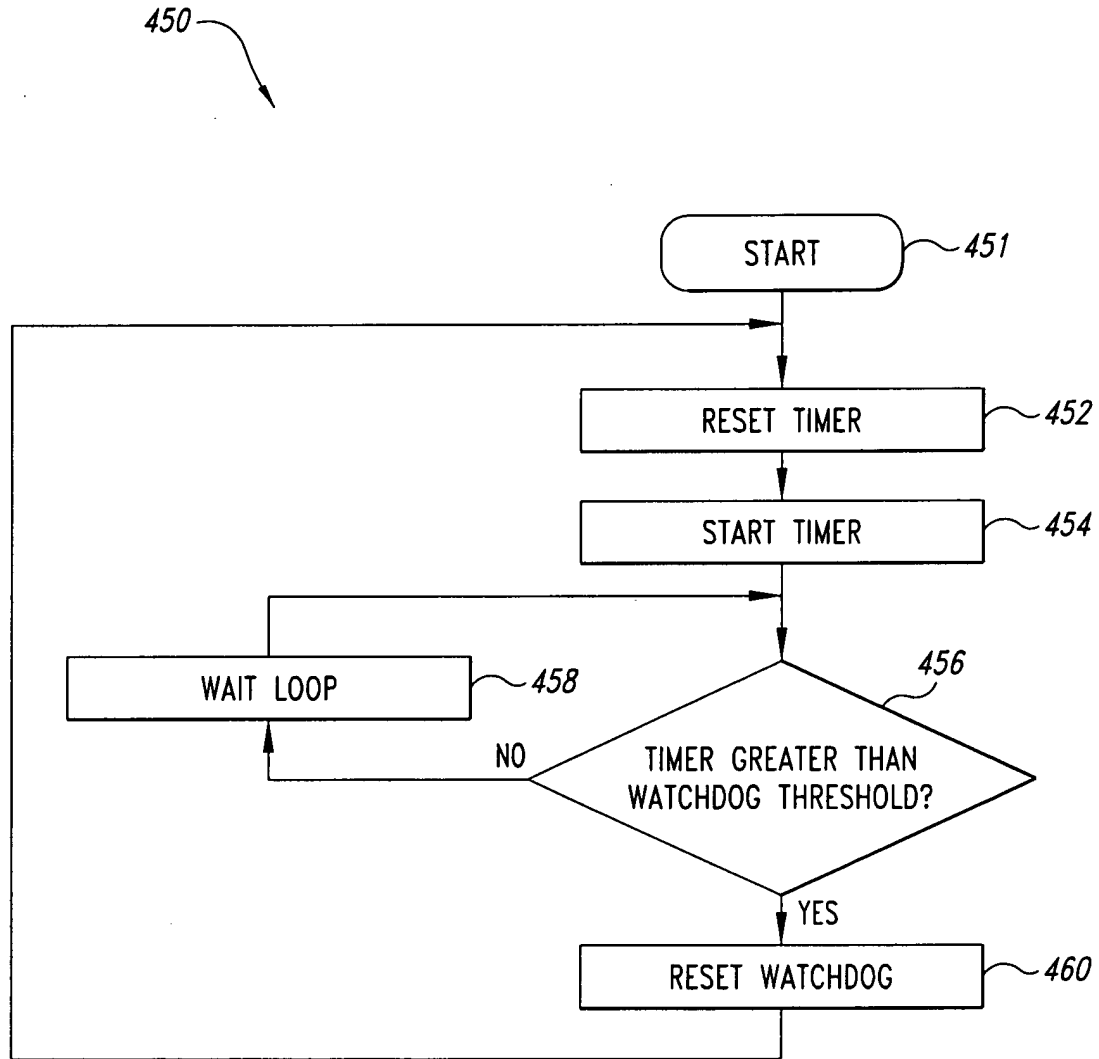 450
START
451
RESET TIMER
452
START TIMER
454
WAIT LOOP
458
456
NO
TIMER GREATER THAN
WATCHDOG THRESHOLD?
YES
RESET WATCHDOG
460